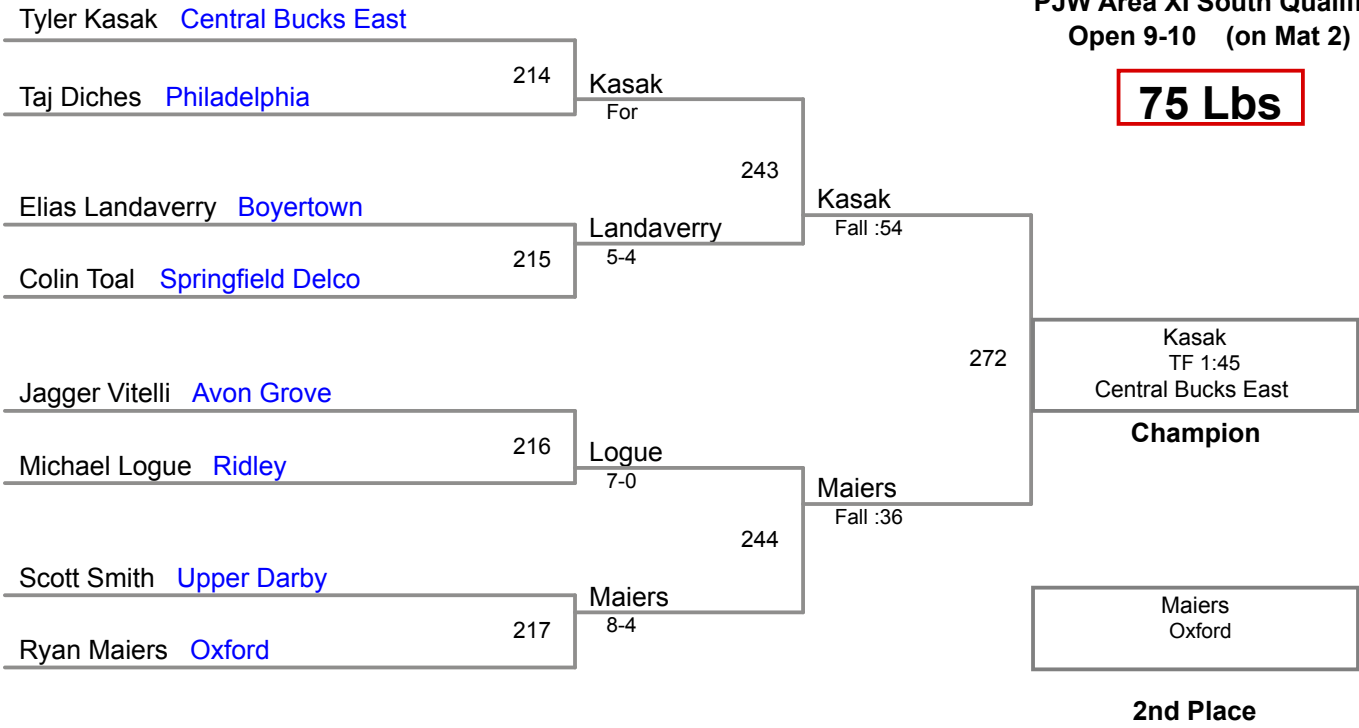 PJW Area XI South
Open 9-10 (on Mat 2)
75 Lbs
Tyler Kasak Central Bucks East
214
Taj Diches Philadelphia
Kasak
For
243
Elias Landaverry Boyertown
Kasak
Fall :54
Landaverry
5-4
215
Colin Toal Springfield Delco
272
Kasak
TF 1:45
Central Bucks East
Champion
Jagger Vitelli Avon Grove
216
Michael Logue Ridley
Logue
7-0
Maiers
Fall :36
244
Scott Smith Upper Darby
Maiers
8-4
217
Ryan Maiers Oxford
Maiers
Oxford
2nd Place